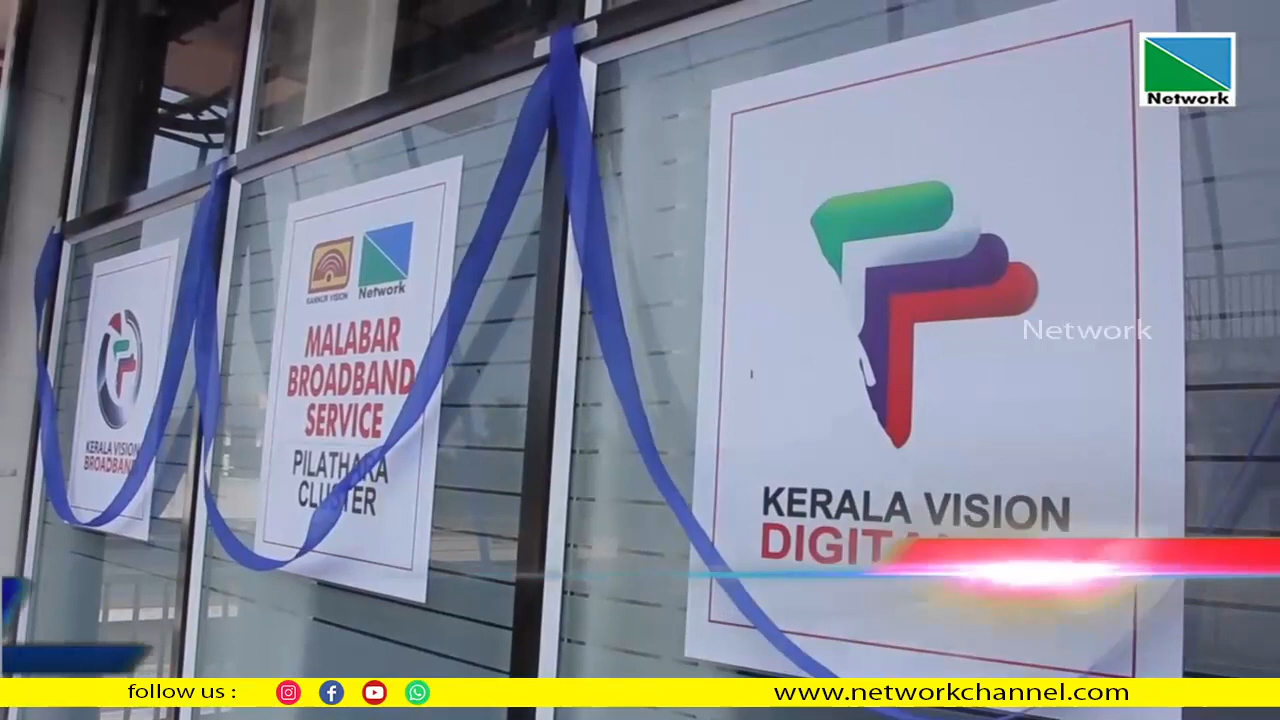 Network
KERALA VISION
BROADBAND
KANNUR VISION
Network
MALABAR
BROADBAND
SERVICE
PILATHARA
CLUSTER
KERALA VISION
Network
follow us :
www.networkchannel.com